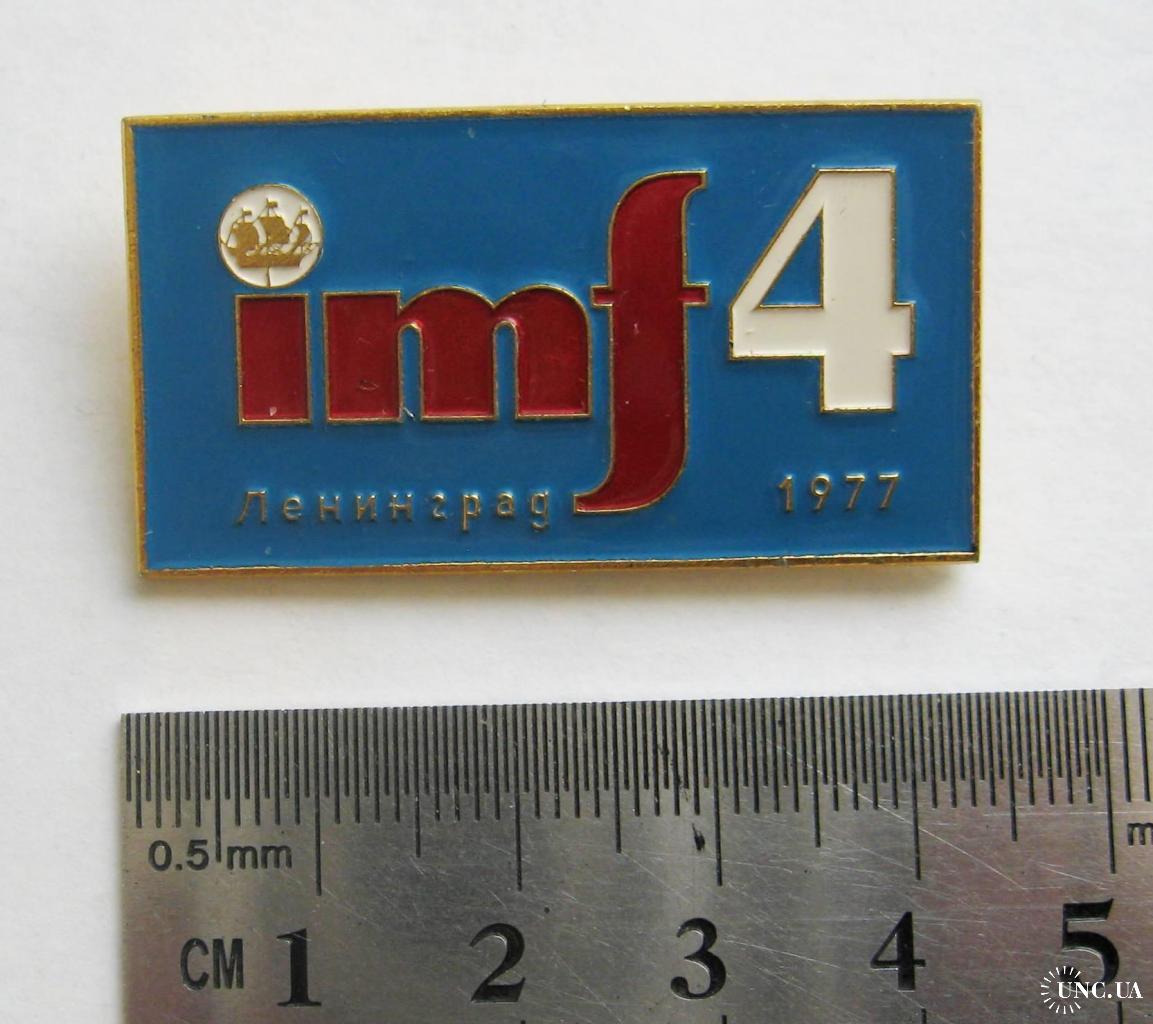 imf4
Ленинград 1977
0.5 mm
m
CM 1 2 3 4 5
UNC.UA